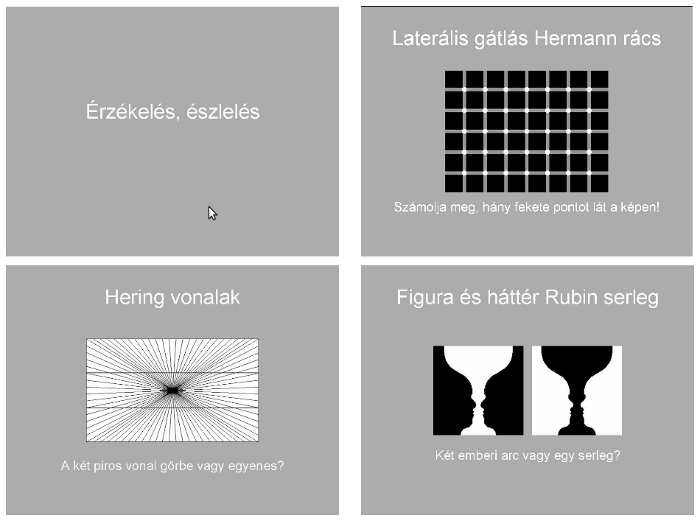 Érzékelés, észlelés
Laterális gátlás Hermann rács
Számolja meg, hány fekete pontot lát a képen!
Hering vonalak
A két piros vonal görbe vagy egyenes?
Figura és háttér Rubin serleg
Két emberi arc vagy egy serleg?